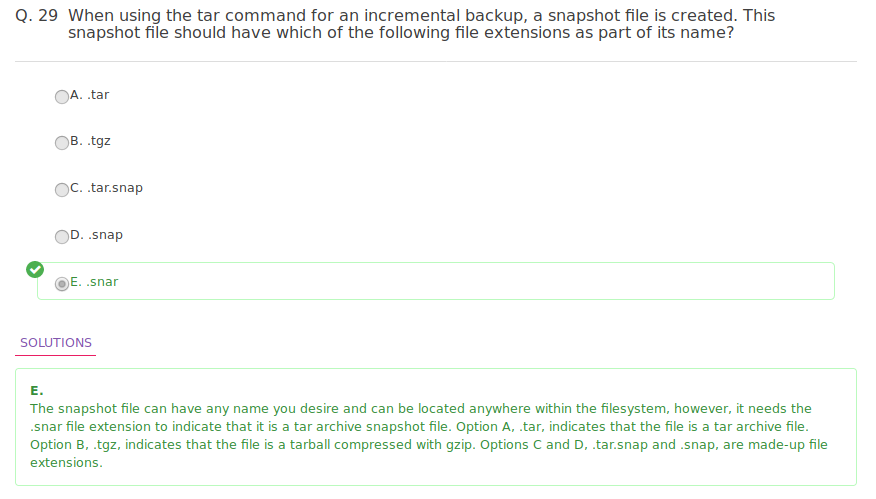 Q. 29 When using the tar command for an incremental backup, a snapshot file is created. This
snapshot file should have which of the following file extensions as part of its name?
A. .tar
B. .tgz
C. .tar.snap
D. .snap
E. .snar
SOLUTIONS
E.
The snapshot file can have any name you desire and can be located anywhere within the filesystem, however, it needs the
.snar file extension to indicate that it is a tar archive snapshot file. Option A, .tar, indicates that the file is a tar archive file.
Option B, .tgz, indicates that the file is a tarball compressed with gzip. Options C and D, .tar.snap and .snap, are made-up file
extensions.